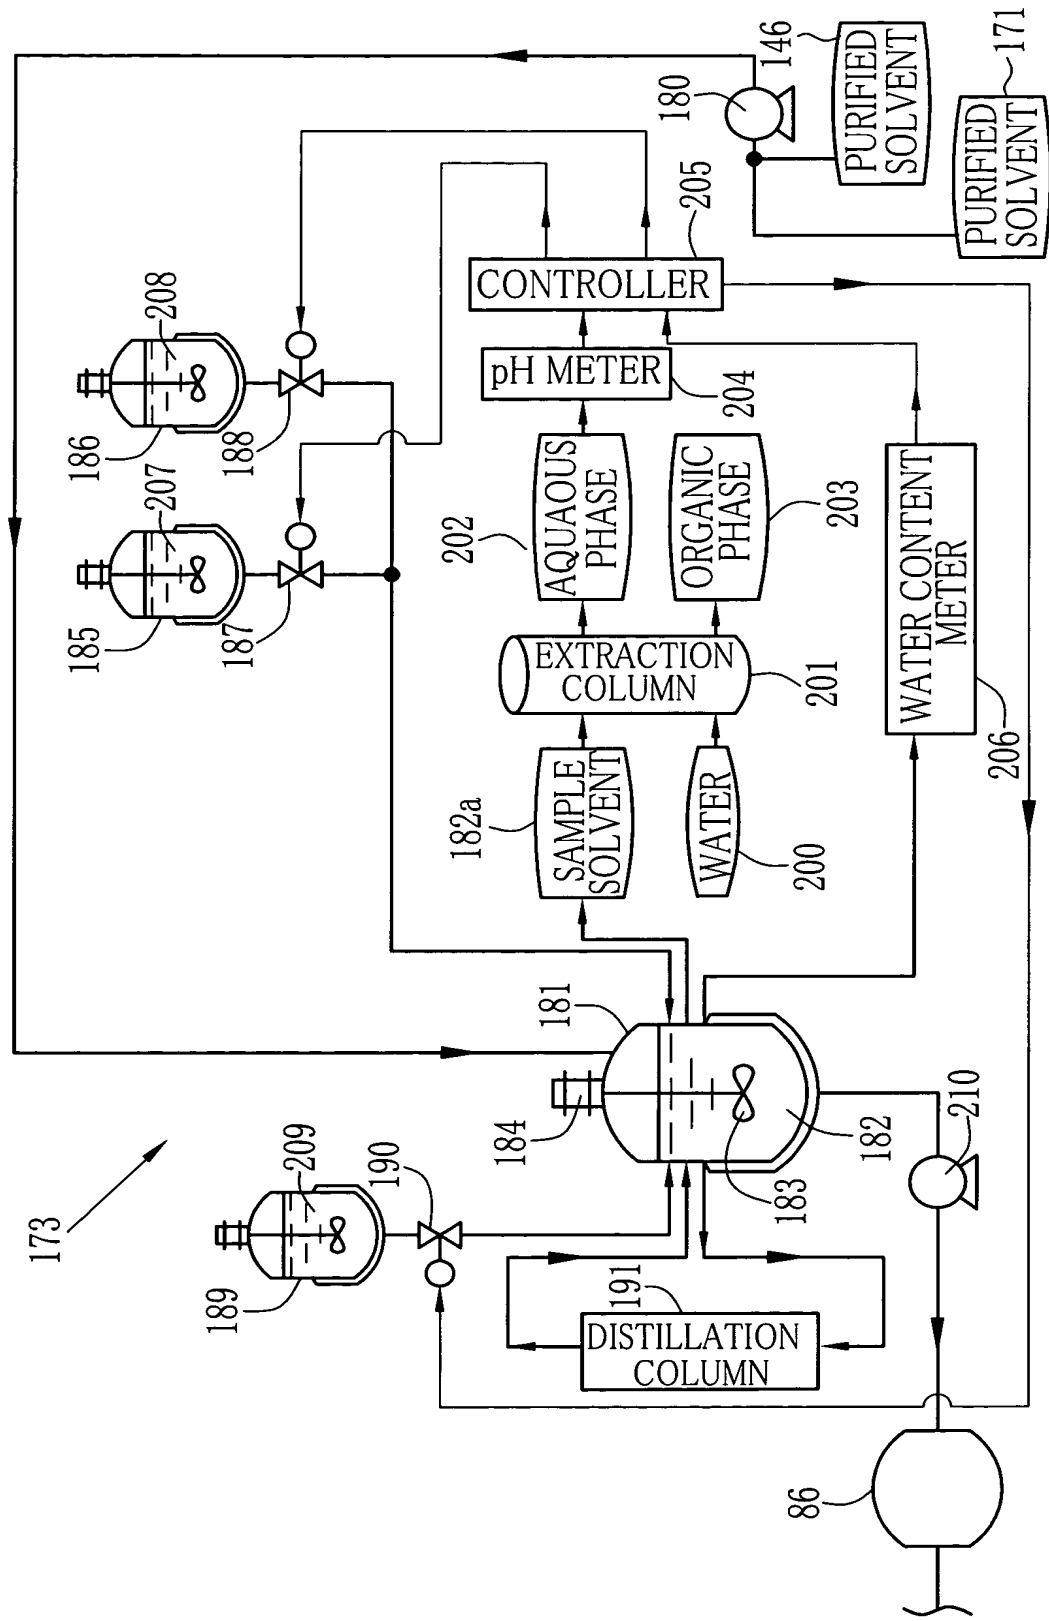 173
189
209
190
DISTILLATION
COLUMN
191
86
184
181
183
182
210
185
207
187
186
208
188
182a
SAMPLE
SOLVENT
WATER
200
EXTRACTION
COLUMN
201
202
AQUAOUS
PHASE
ORGANIC
PHASE
203
pH METER
204
CONTROLLER
205
WATER CONTENT
METER
206
180
146
PURIFIED
SOLVENT
171
PURIFIED
SOLVENT